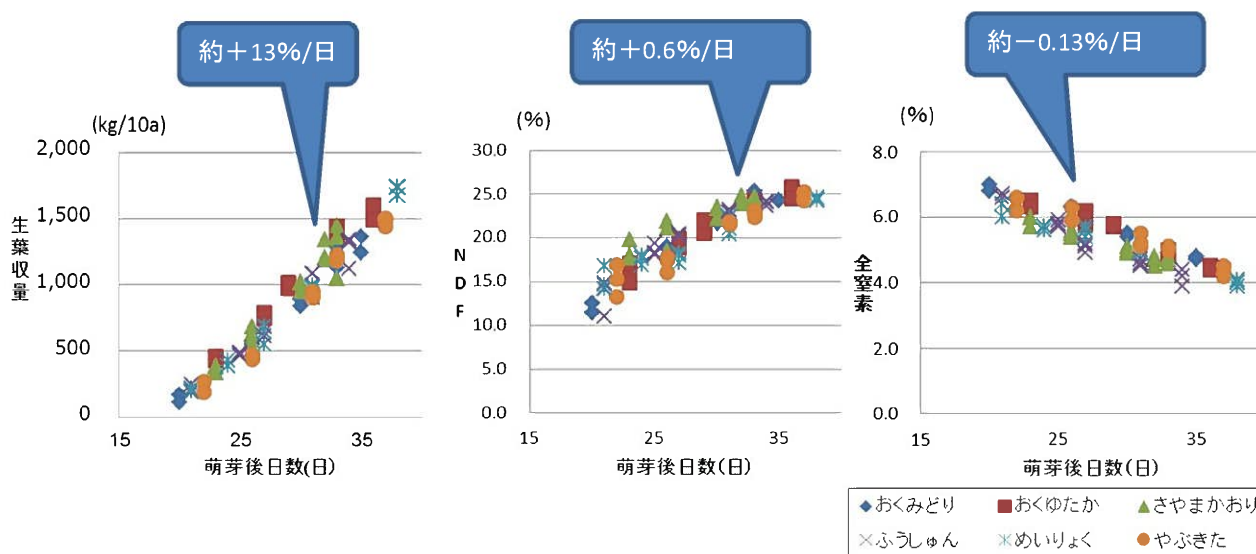 約＋13%/日
(kg/10a)
生葉収量
2,000
1,500
1,000
500
0
15
25
35
萌芽後日数(日)
約＋0.6%/日
(%)
NDF
30.0
25.0
20.0
15.0
10.0
5.0
0.0
15
25
35
萌芽後日数(日)
約－0.13%/日
(%)
全窒素
8.0
6.0
4.0
2.0
0.0
15
25
35
萌芽後日数(日)
おくみどり
おくゆたか
さやまかおり
ふうしゅん
めいりょく
やぶきた